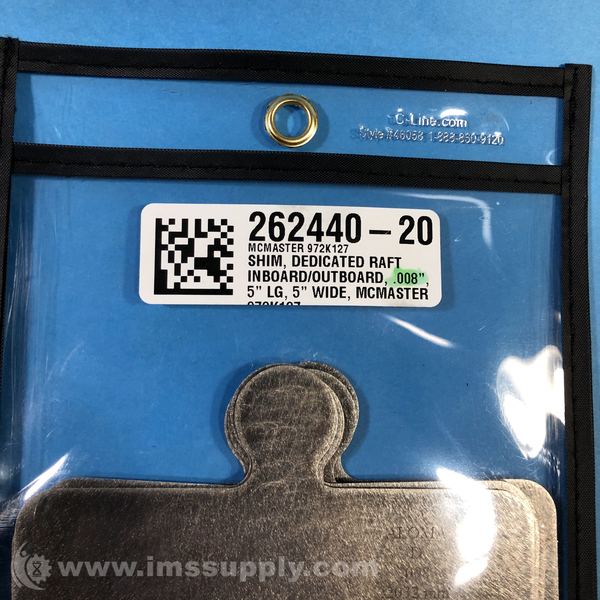 C-Line.com
Style #46058 1-888-860-9120
262440-20
MCMASTER 972K127
SHIM, DEDICATED RAFT
INBOARD/OUTBOARD, .008",
5" LG, 5" WIDE, MCMASTER
972K127
www.imssupply.com